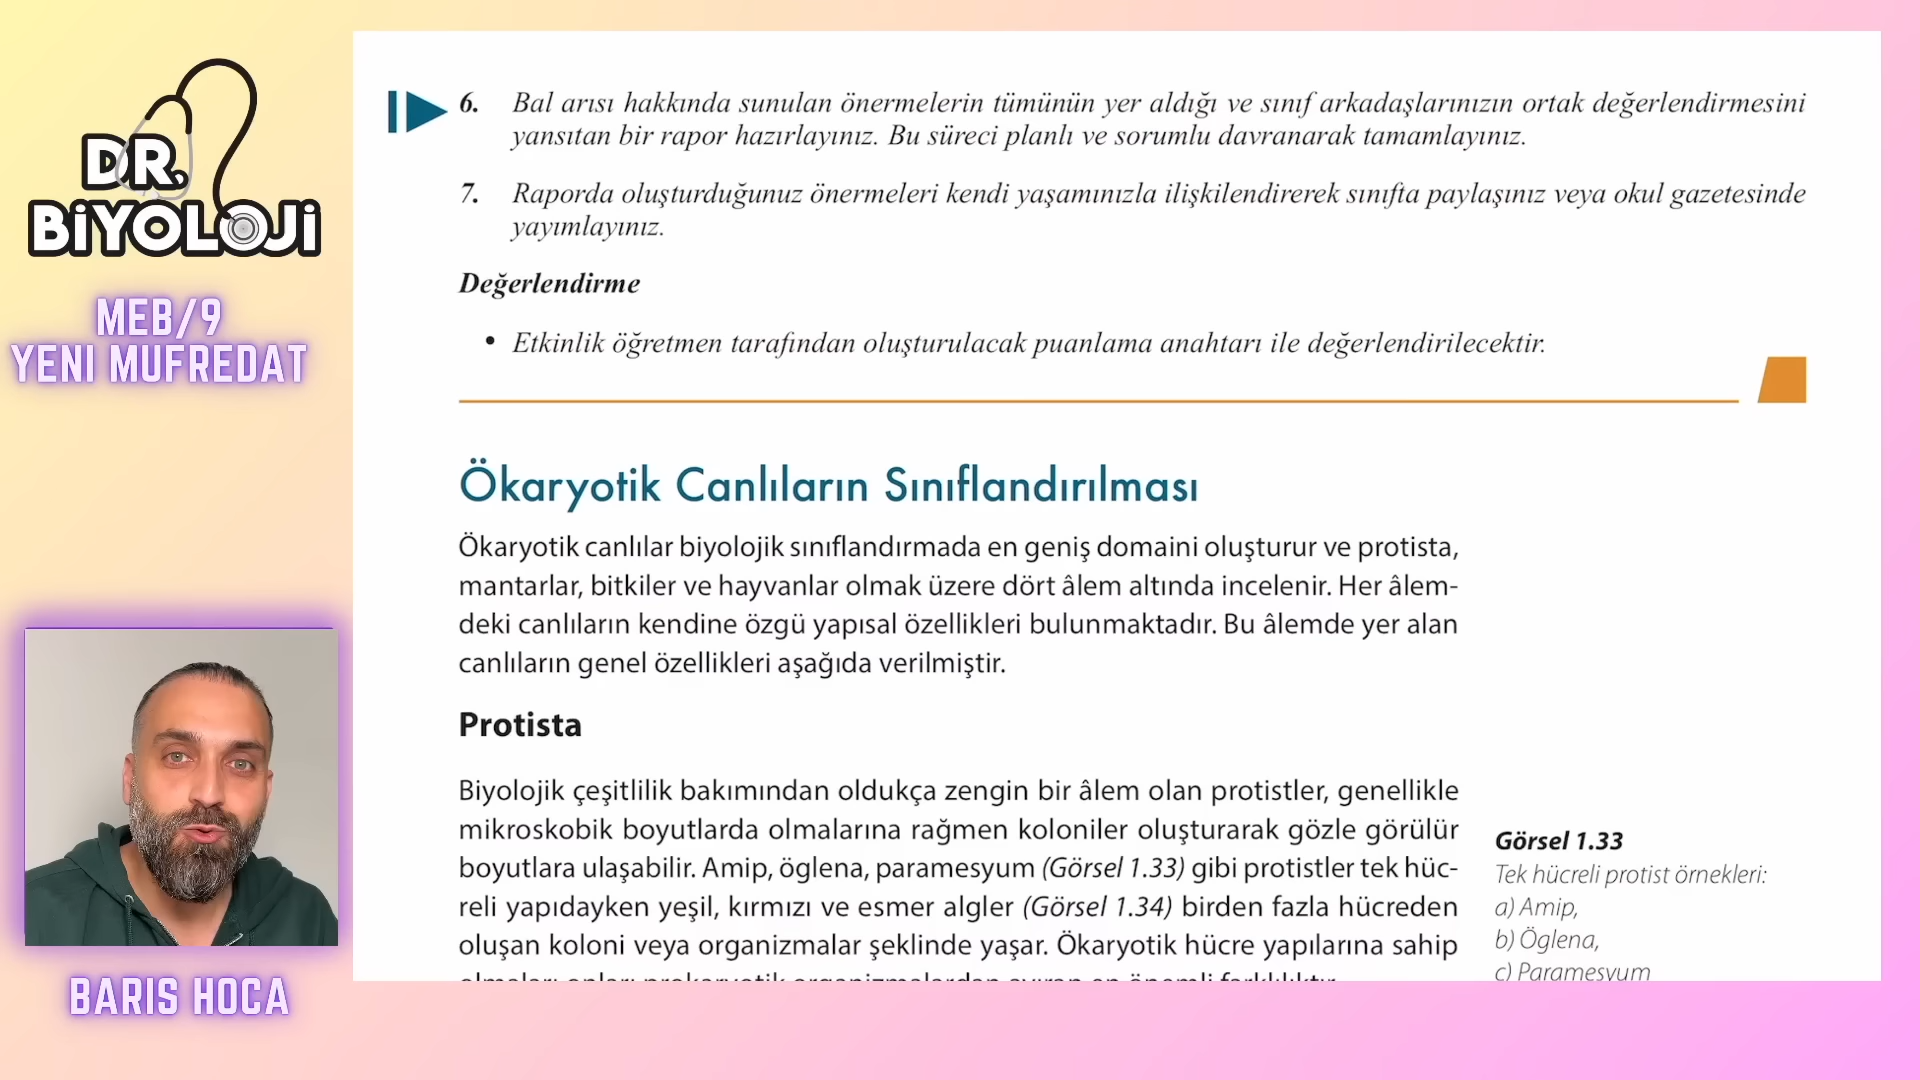 DR.
BİYOLOJİ
MEB/9
YENI MUFREDAT
BARIS HOCA
6. Bal arısı hakkında sunulan önermelerin tümünün yer aldığı ve sınıf arkadaşlarınızın ortak değerlendirmesini
yansıtan bir rapor hazırlayınız. Bu süreci planlı ve sorumlu davranarak tamamlayınız.
7. Raporda oluşturduğunuz önermeleri kendi yaşamınızla ilişkilendirerek sınıfta paylaşınız veya okul gazetesinde
yayımlayınız.
Değerlendirme
• Etkinlik öğretmen tarafından oluşturulacak puanlama anahtarı ile değerlendirilecektir.
Ökaryotik Canlıların Sınıflandırılması
Ökaryotik canlılar biyolojik sınıflandırmada en geniş domaini oluşturur ve protista,
mantarlar, bitkiler ve hayvanlar olmak üzere dört âlem altında incelenir. Her âlem-
deki canlıların kendine özgü yapısal özellikleri bulunmaktadır. Bu âlemde yer alan
canlıların genel özellikleri aşağıda verilmiştir.
Protista
Biyolojik çeşitlilik bakımından oldukça zengin bir âlem olan protistler, genellikle
mikroskobik boyutlarda olmalarına rağmen koloniler oluşturarak gözle görülür
boyutlara ulaşabilir. Amip, öglena, paramesyum (Görsel 1.33) gibi protistler tek hüc-
reli yapıdayken yeşil, kırmızı ve esmer algler (Görsel 1.34) birden fazla hücreden
oluşan koloni veya organizmalar şeklinde yaşar. Ökaryotik hücre yapılarına sahip
olmaları onları prokaryotik organizmalardan ayıran en önemli farklılıktır.
Görsel 1.33
Tek hücreli protist örnekleri:
a) Amip,
b) Öglena,
c) Paramesyum